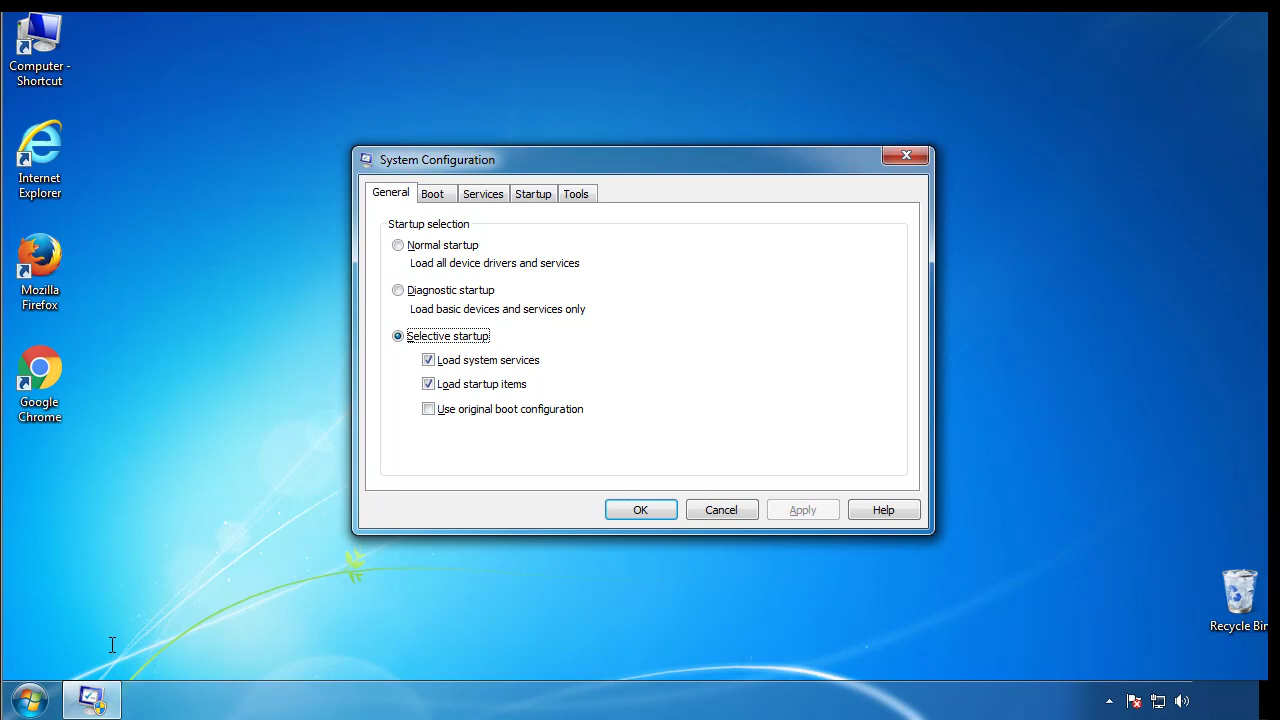 Computer -
Shortcut
Internet
Explorer
Mozilla
Firefox
Google
Chrome
System Configuration
General Boot Services Startup Tools
Startup selection
Normal startup
Load all device drivers and services
Diagnostic startup
Load basic devices and services only
Selective startup
Load system services
Load startup items
Use original boot configuration
OK Cancel Apply Help
Recycle Bin